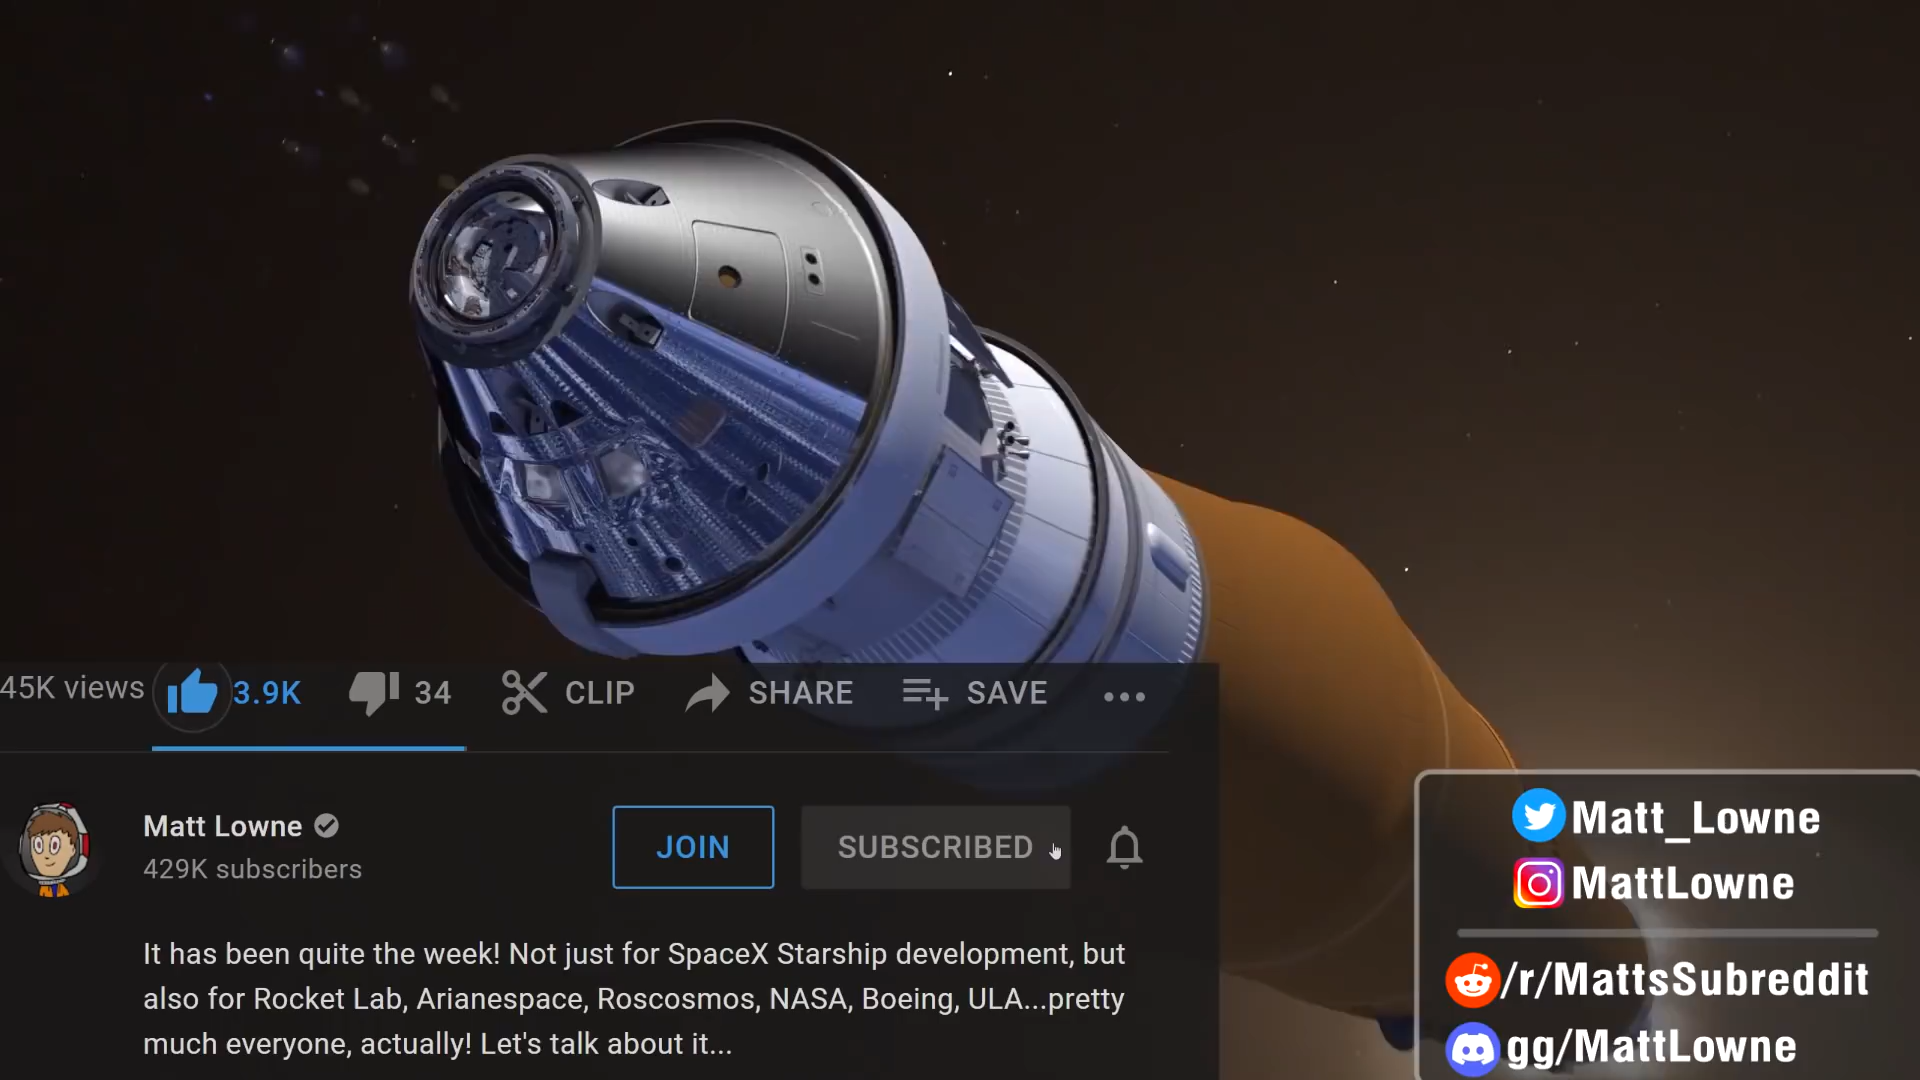 45K views 3.9K 34 CLIP SHARE SAVE
Matt Lowne
429K subscribers
JOIN SUBSCRIBED
It has been quite the week! Not just for SpaceX Starship development, but
also for Rocket Lab, Arianespace, Roscosmos, NASA, Boeing, ULA...pretty
much everyone, actually! Let's talk about it...
Matt_Lowne
MattLowne
/r/MattsSubreddit
gg/MattLowne